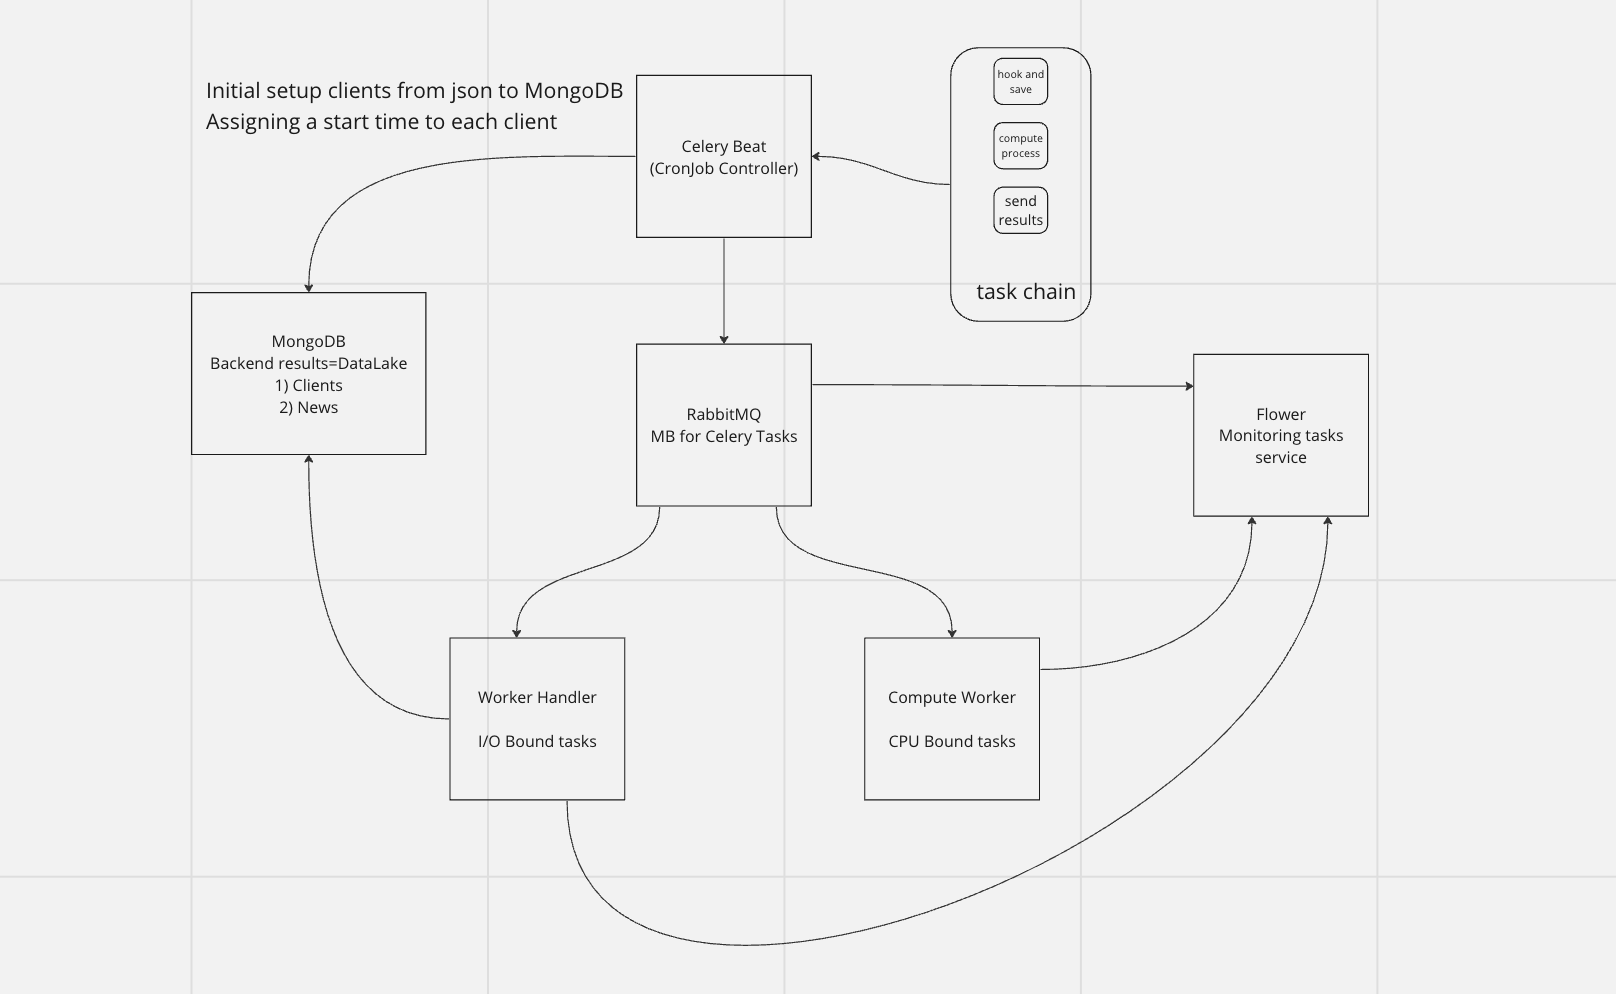 Initial setup clients from json to MongoDB
Assigning a start time to each client
Celery Beat
(CronJob Controller)
hook and
save
compute
process
send
results
task chain
MongoDB
Backend results=DataLake
1) Clients
2) News
RabbitMQ
MB for Celery Tasks
Flower
Monitoring tasks
service
Worker Handler
I/O Bound tasks
Compute Worker
CPU Bound tasks